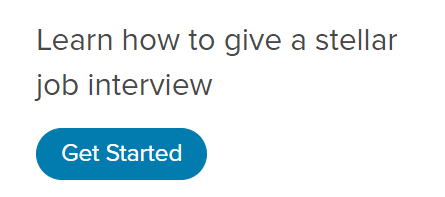 Learn how to give a stellar
job interview
Get Started